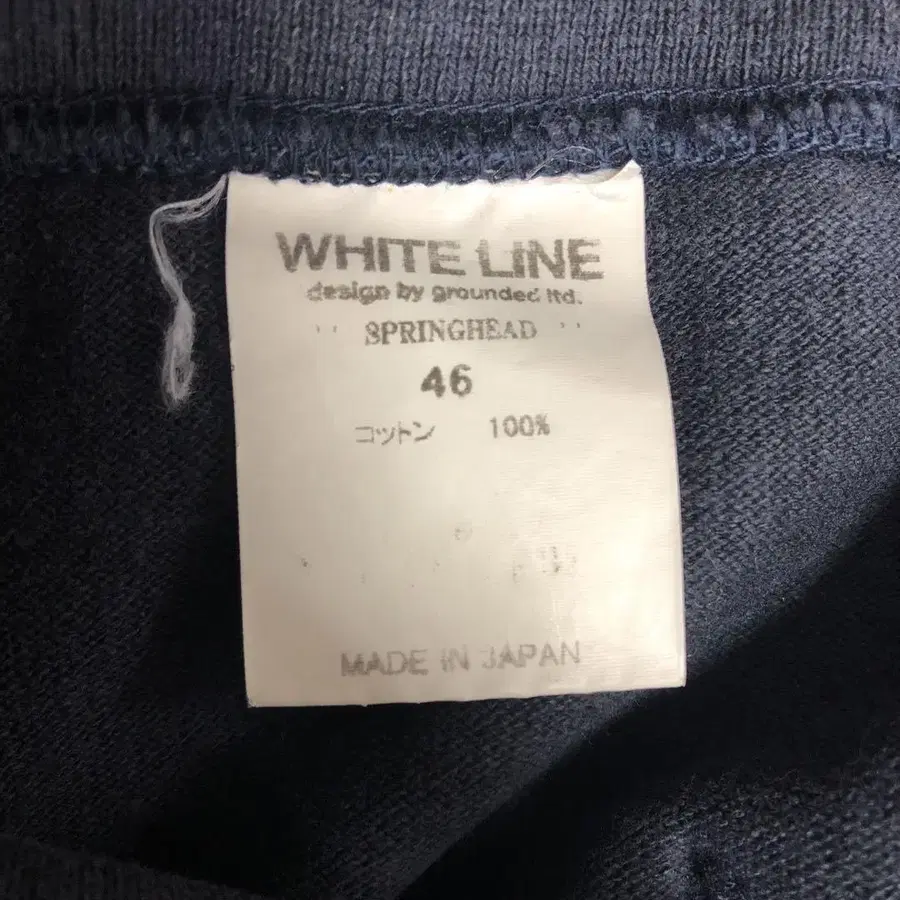 WHITE LINE
design by grounded ltd.
" SPRINGHEAD "
46
コットン 100%
MADE IN JAPAN